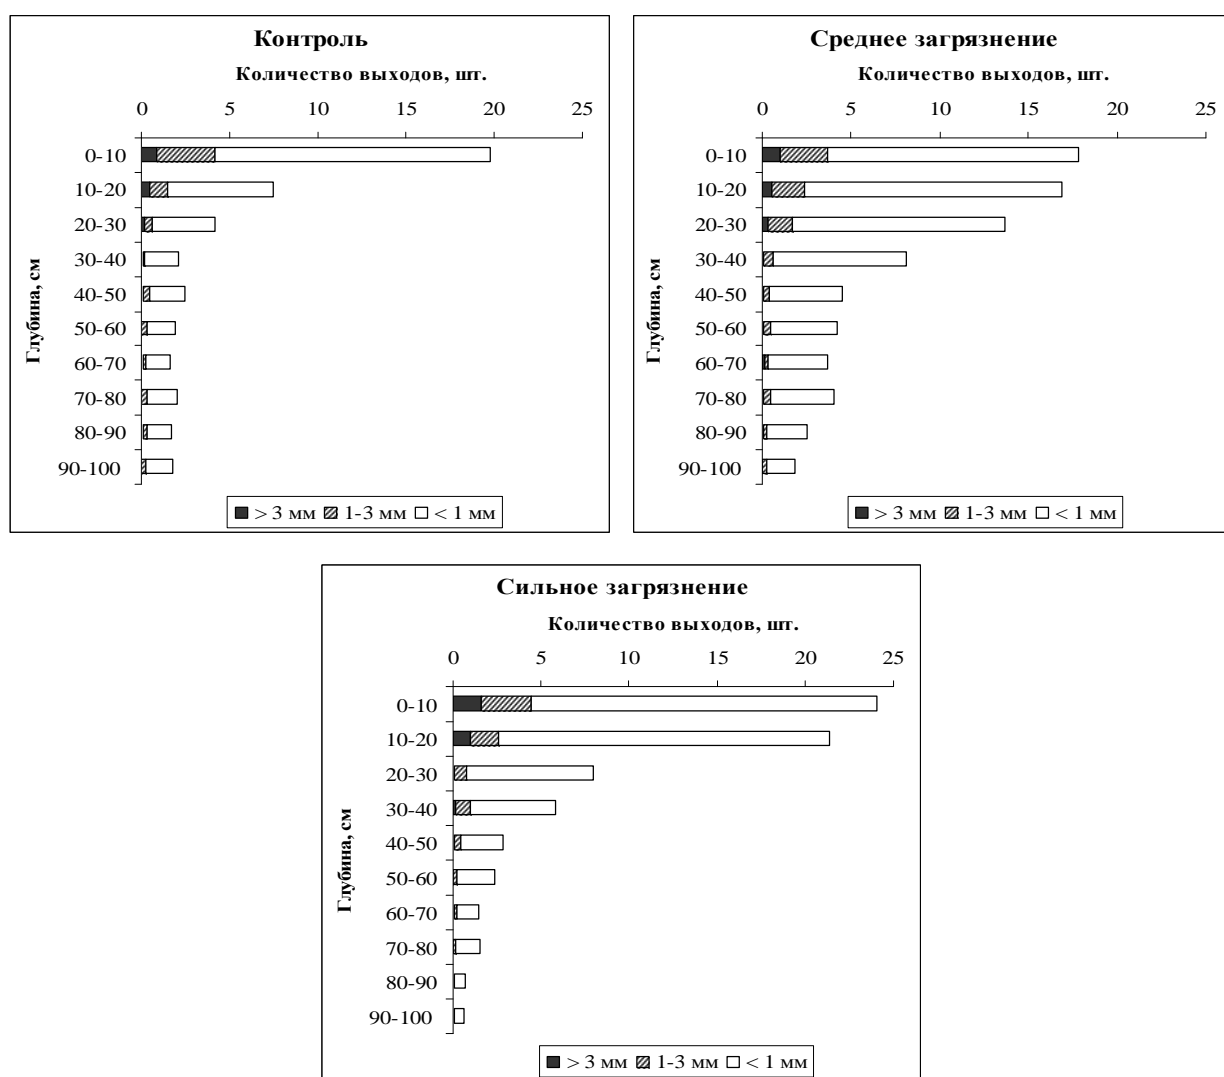 Контроль
Количество выходов, шт.
0 5 10 15 20 25
Глубина, см
0-10
10-20
20-30
30-40
40-50
50-60
60-70
70-80
80-90
90-100
> 3 мм 1-3 мм < 1 мм
Среднее загрязнение
Количество выходов, шт.
0 5 10 15 20 25
Глубина, см
0-10
10-20
20-30
30-40
40-50
50-60
60-70
70-80
80-90
90-100
> 3 мм 1-3 мм < 1 мм
Сильное загрязнение
Количество выходов, шт.
0 5 10 15 20 25
Глубина, см
0-10
10-20
20-30
30-40
40-50
50-60
60-70
70-80
80-90
90-100
> 3 мм 1-3 мм < 1 мм